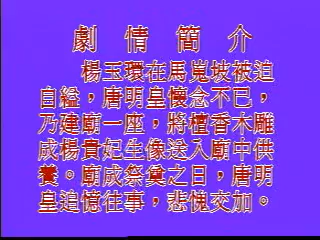 劇情簡介
楊玉環在馬嵬坡被迫
自縊，唐明皇懷念不已，
乃建廟一座，將檀香木雕
成楊貴妃生像送入廟中供
養。廟成祭奠之日，唐明
皇追憶往事，悲愧交加。